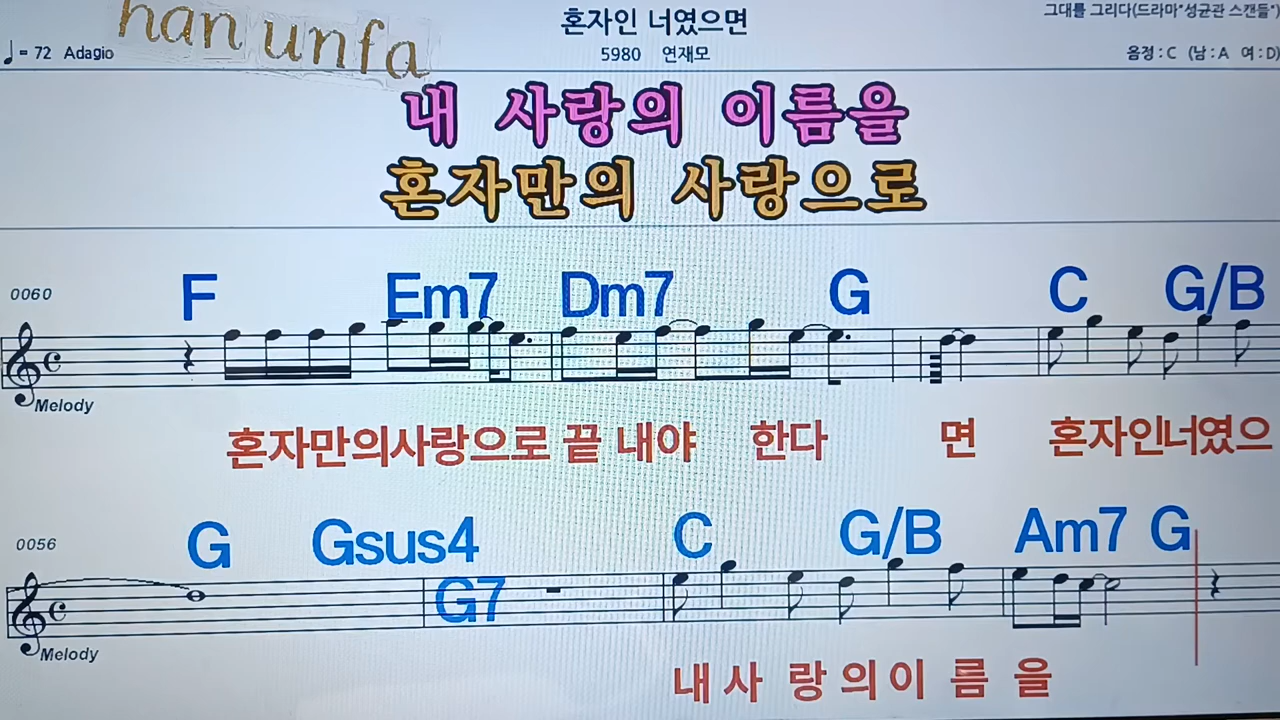 han unfa
혼자인 너였으면
그대를 그리다(드라마"성균관 스캔들")
♩= 72 Adagio
5980 연재모
음정 : C (남 : A 여 : D)
내 사랑의 이름을
혼자만의 사랑으로
F Em7 Dm7 G C G/B
0060
Melody
혼자만의사랑으로 끝 내야 한다 면 혼자인너였으
G Gsus4 C G/B Am7 G
0056
G7
Melody
내 사 랑 의 이 름 을